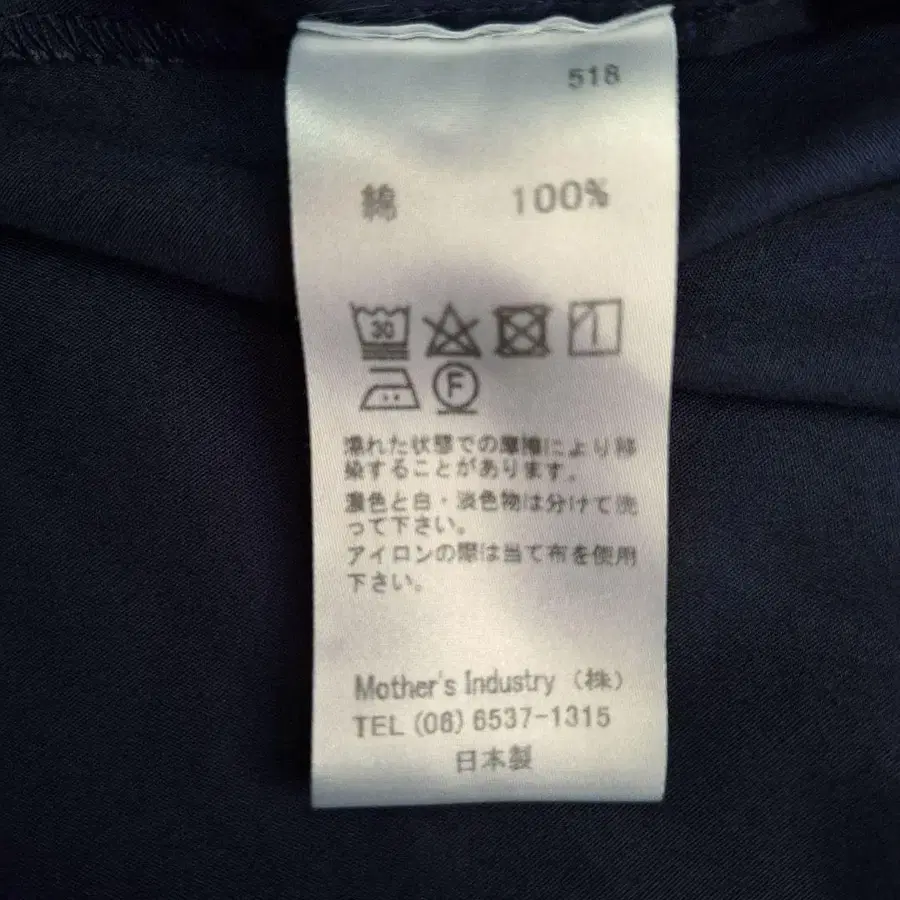 518
綿 100%
30
F
濡れた状態での摩擦により移
染することがあります。
濃色と白・淡色物は分けて洗
って下さい。
アイロンの際は当て布を使用
下さい。
Mother's Industry (株)
TEL (06) 6537-1315
日本製